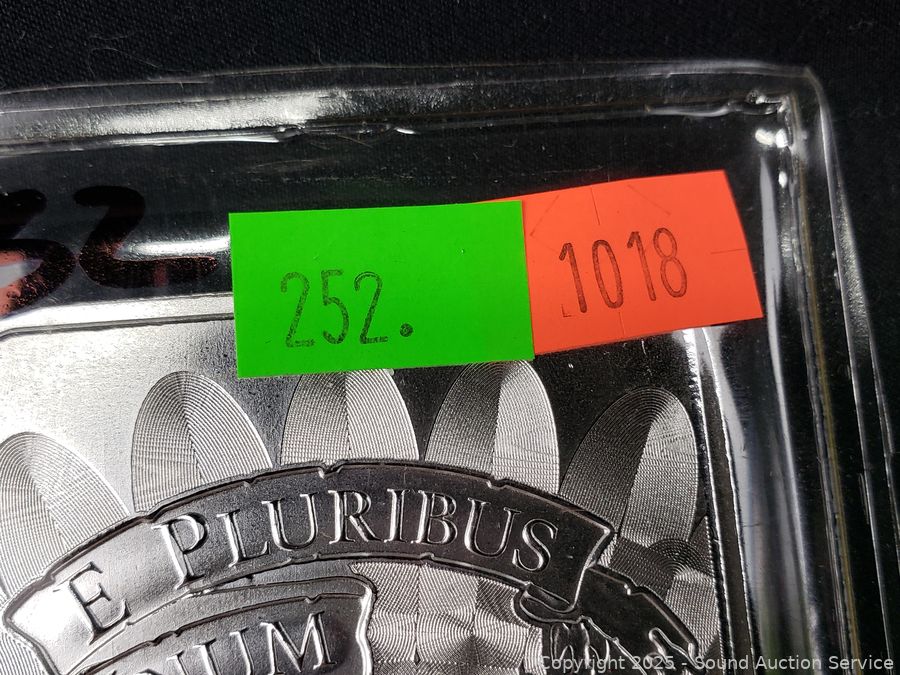 252.
1018
E PLURIBUS
NUM
Copyright 2025 - Sound Auction Service